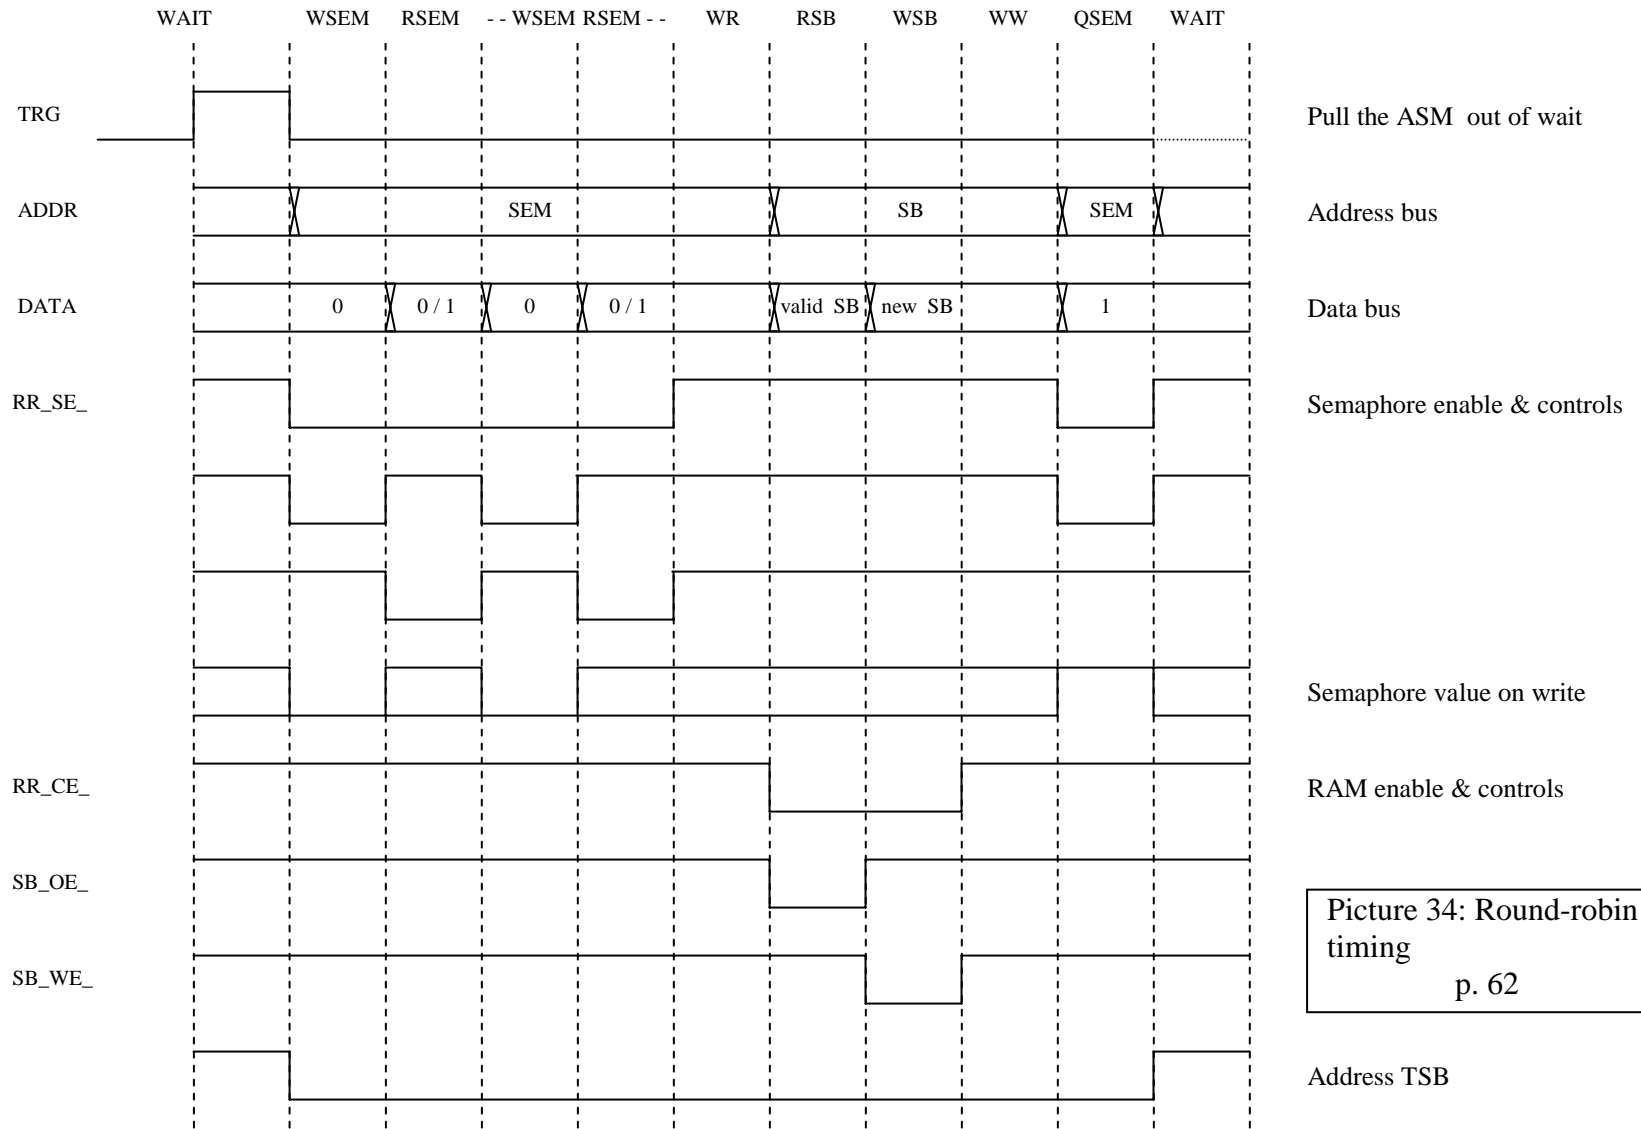 WAIT WSEM RSEM - - WSEM RSEM - - WR RSB WSB WW QSEM WAIT
TRG Pull the ASM out of wait
ADDR SEM SB SEM Address bus
DATA 0 0 / 1 0 0 / 1 valid SB new SB 1 Data bus
RR_SE_ Semaphore enable & controls
Semaphore value on write
RR_CE_ RAM enable & controls
SB_OE_
Picture 34: Round-robin
timing
p. 62
SB_WE_
Address TSB